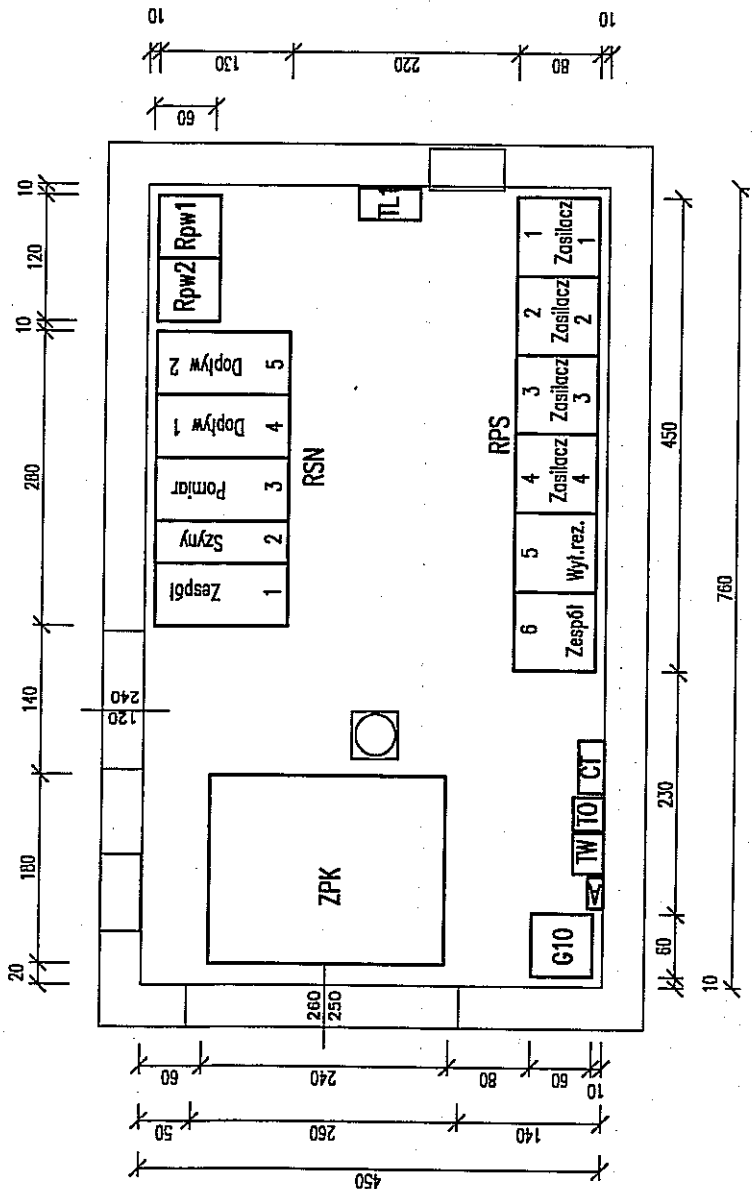 10
120
10
280
140
180
20
10
130
220
80
10
60
Rpw2
Rpw1
Zespół
1
Szyny
2
Pomiar
3
Dopływ 1
4
Dopływ 2
5
RSN
TL1
RPS
6
Zespół
5
Wył.rez.
4
Zasilacz
4
3
Zasilacz
3
2
Zasilacz
2
1
Zasilacz
1
120
240
ZPK
260
250
G10
A
TW
TO
CT
60
240
80
60
10
50
260
140
450
10
60
230
450
760